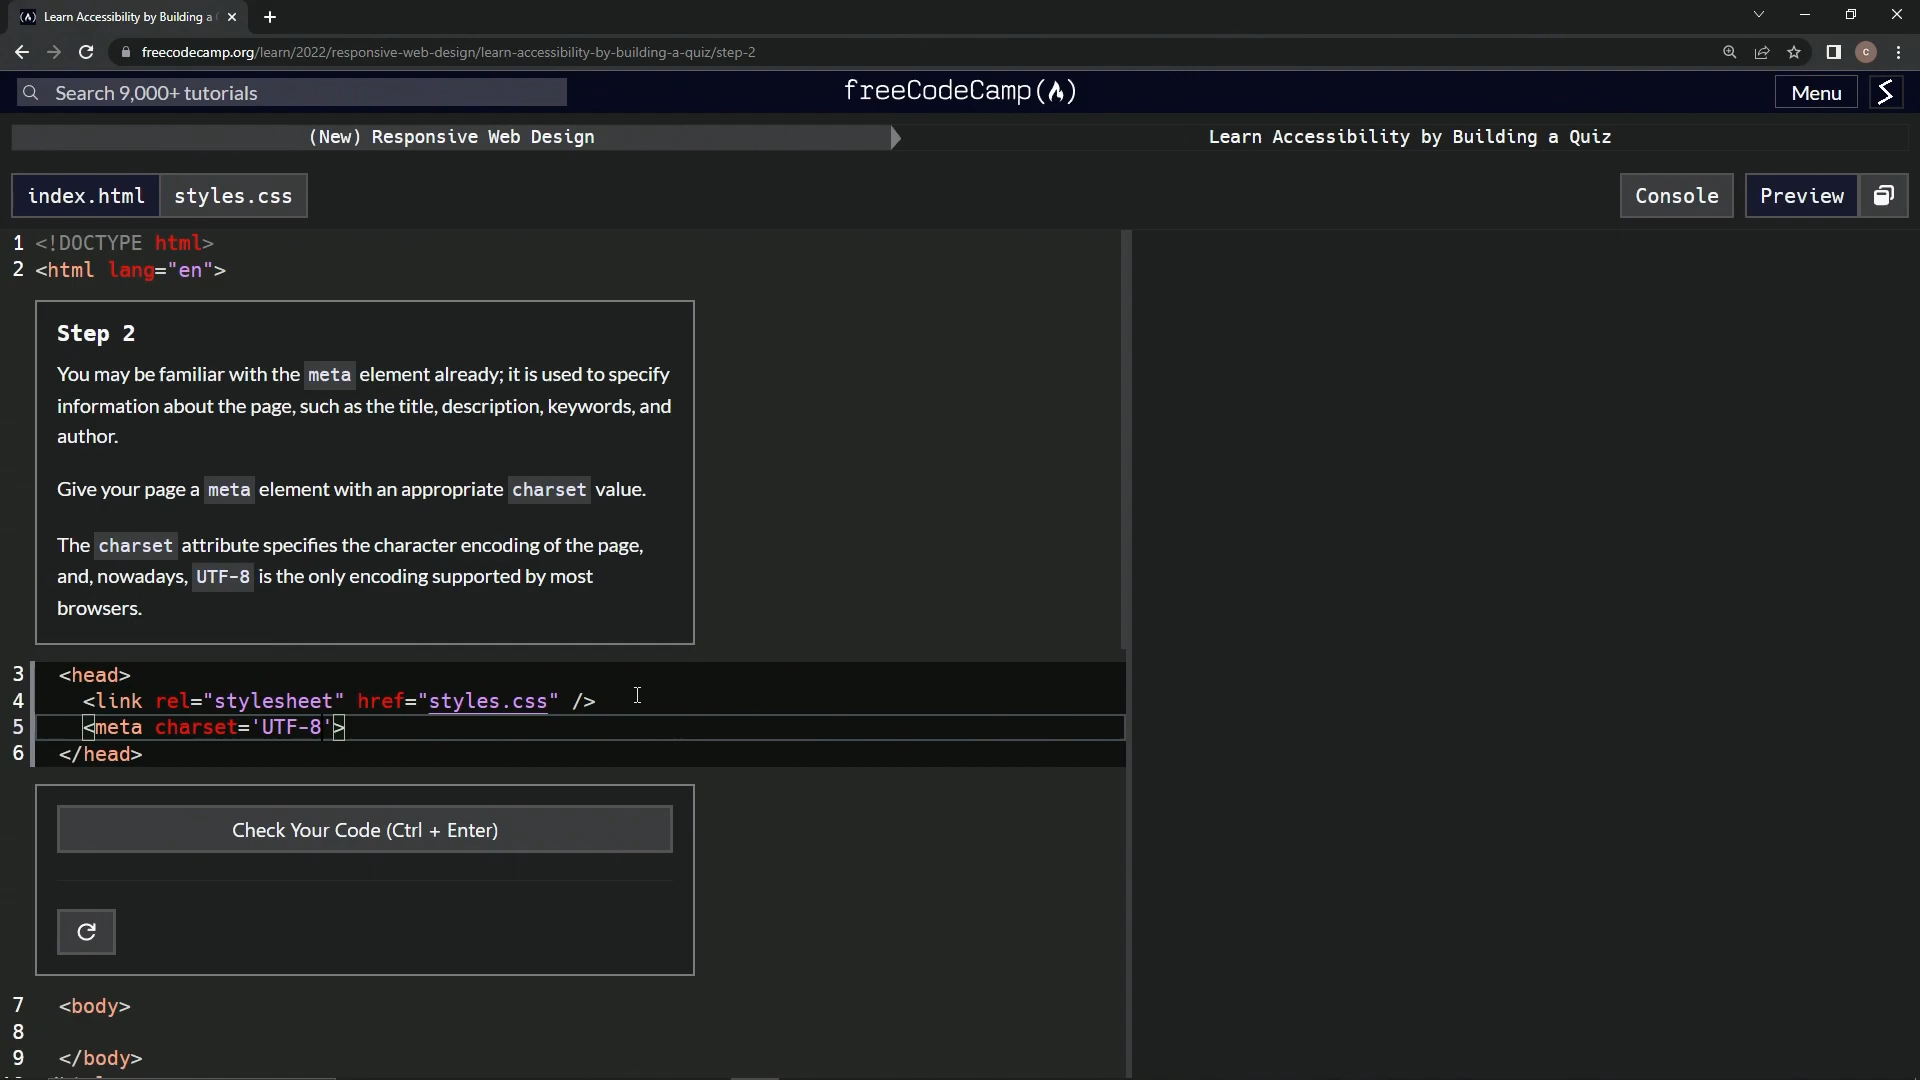 Learn Accessibility by Building a
freecodecamp.org/learn/2022/responsive-web-design/learn-accessibility-by-building-a-quiz/step-2
c
Search 9,000+ tutorials
freeCodeCamp
Menu
(New) Responsive Web Design
Learn Accessibility by Building a Quiz
index.html
styles.css
Console
Preview
1 <!DOCTYPE html>
2 <html lang="en">
Step 2
You may be familiar with the meta element already; it is used to specify
information about the page, such as the title, description, keywords, and
author.
Give your page a meta element with an appropriate charset value.
The charset attribute specifies the character encoding of the page,
and, nowadays, UTF-8 is the only encoding supported by most
browsers.
3 <head>
4 <link rel="stylesheet" href="styles.css" />
5 <meta charset='UTF-8'>
6 </head>
Check Your Code (Ctrl + Enter)
7 <body>
8
9 </body>